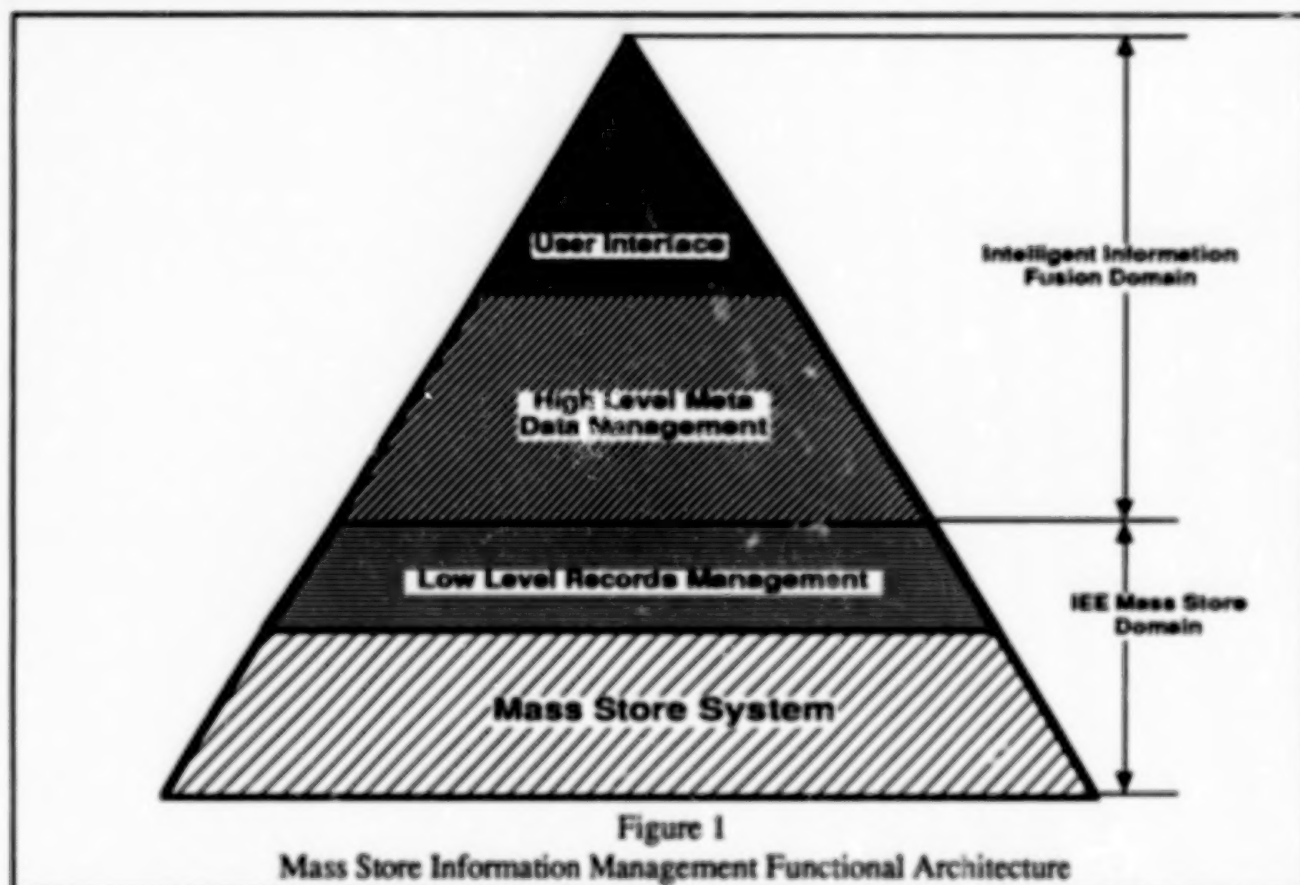 User Interface
Intelligent Information
Fusion Domain
High Level Meta
Data Management
Low Level Records Management
IEE Mass Store
Domain
Mass Store System
Figure 1
Mass Store Information Management Functional Architecture